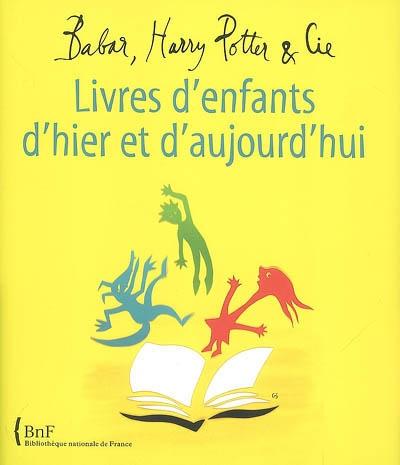 Babar, Harry Potter & Cie
Livres d'enfants
d'hier et d'aujourd'hui
BnF
Bibliothèque nationale de France